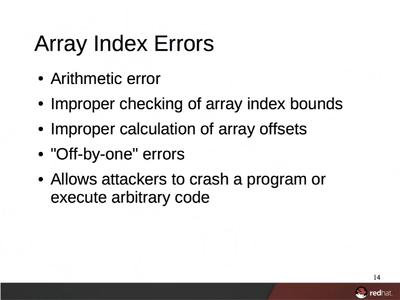 Array Index Errors
• Arithmetic error
• Improper checking of array index bounds
• Improper calculation of array offsets
• "Off-by-one" errors
• Allows attackers to crash a program or
execute arbitrary code
14
redhat.